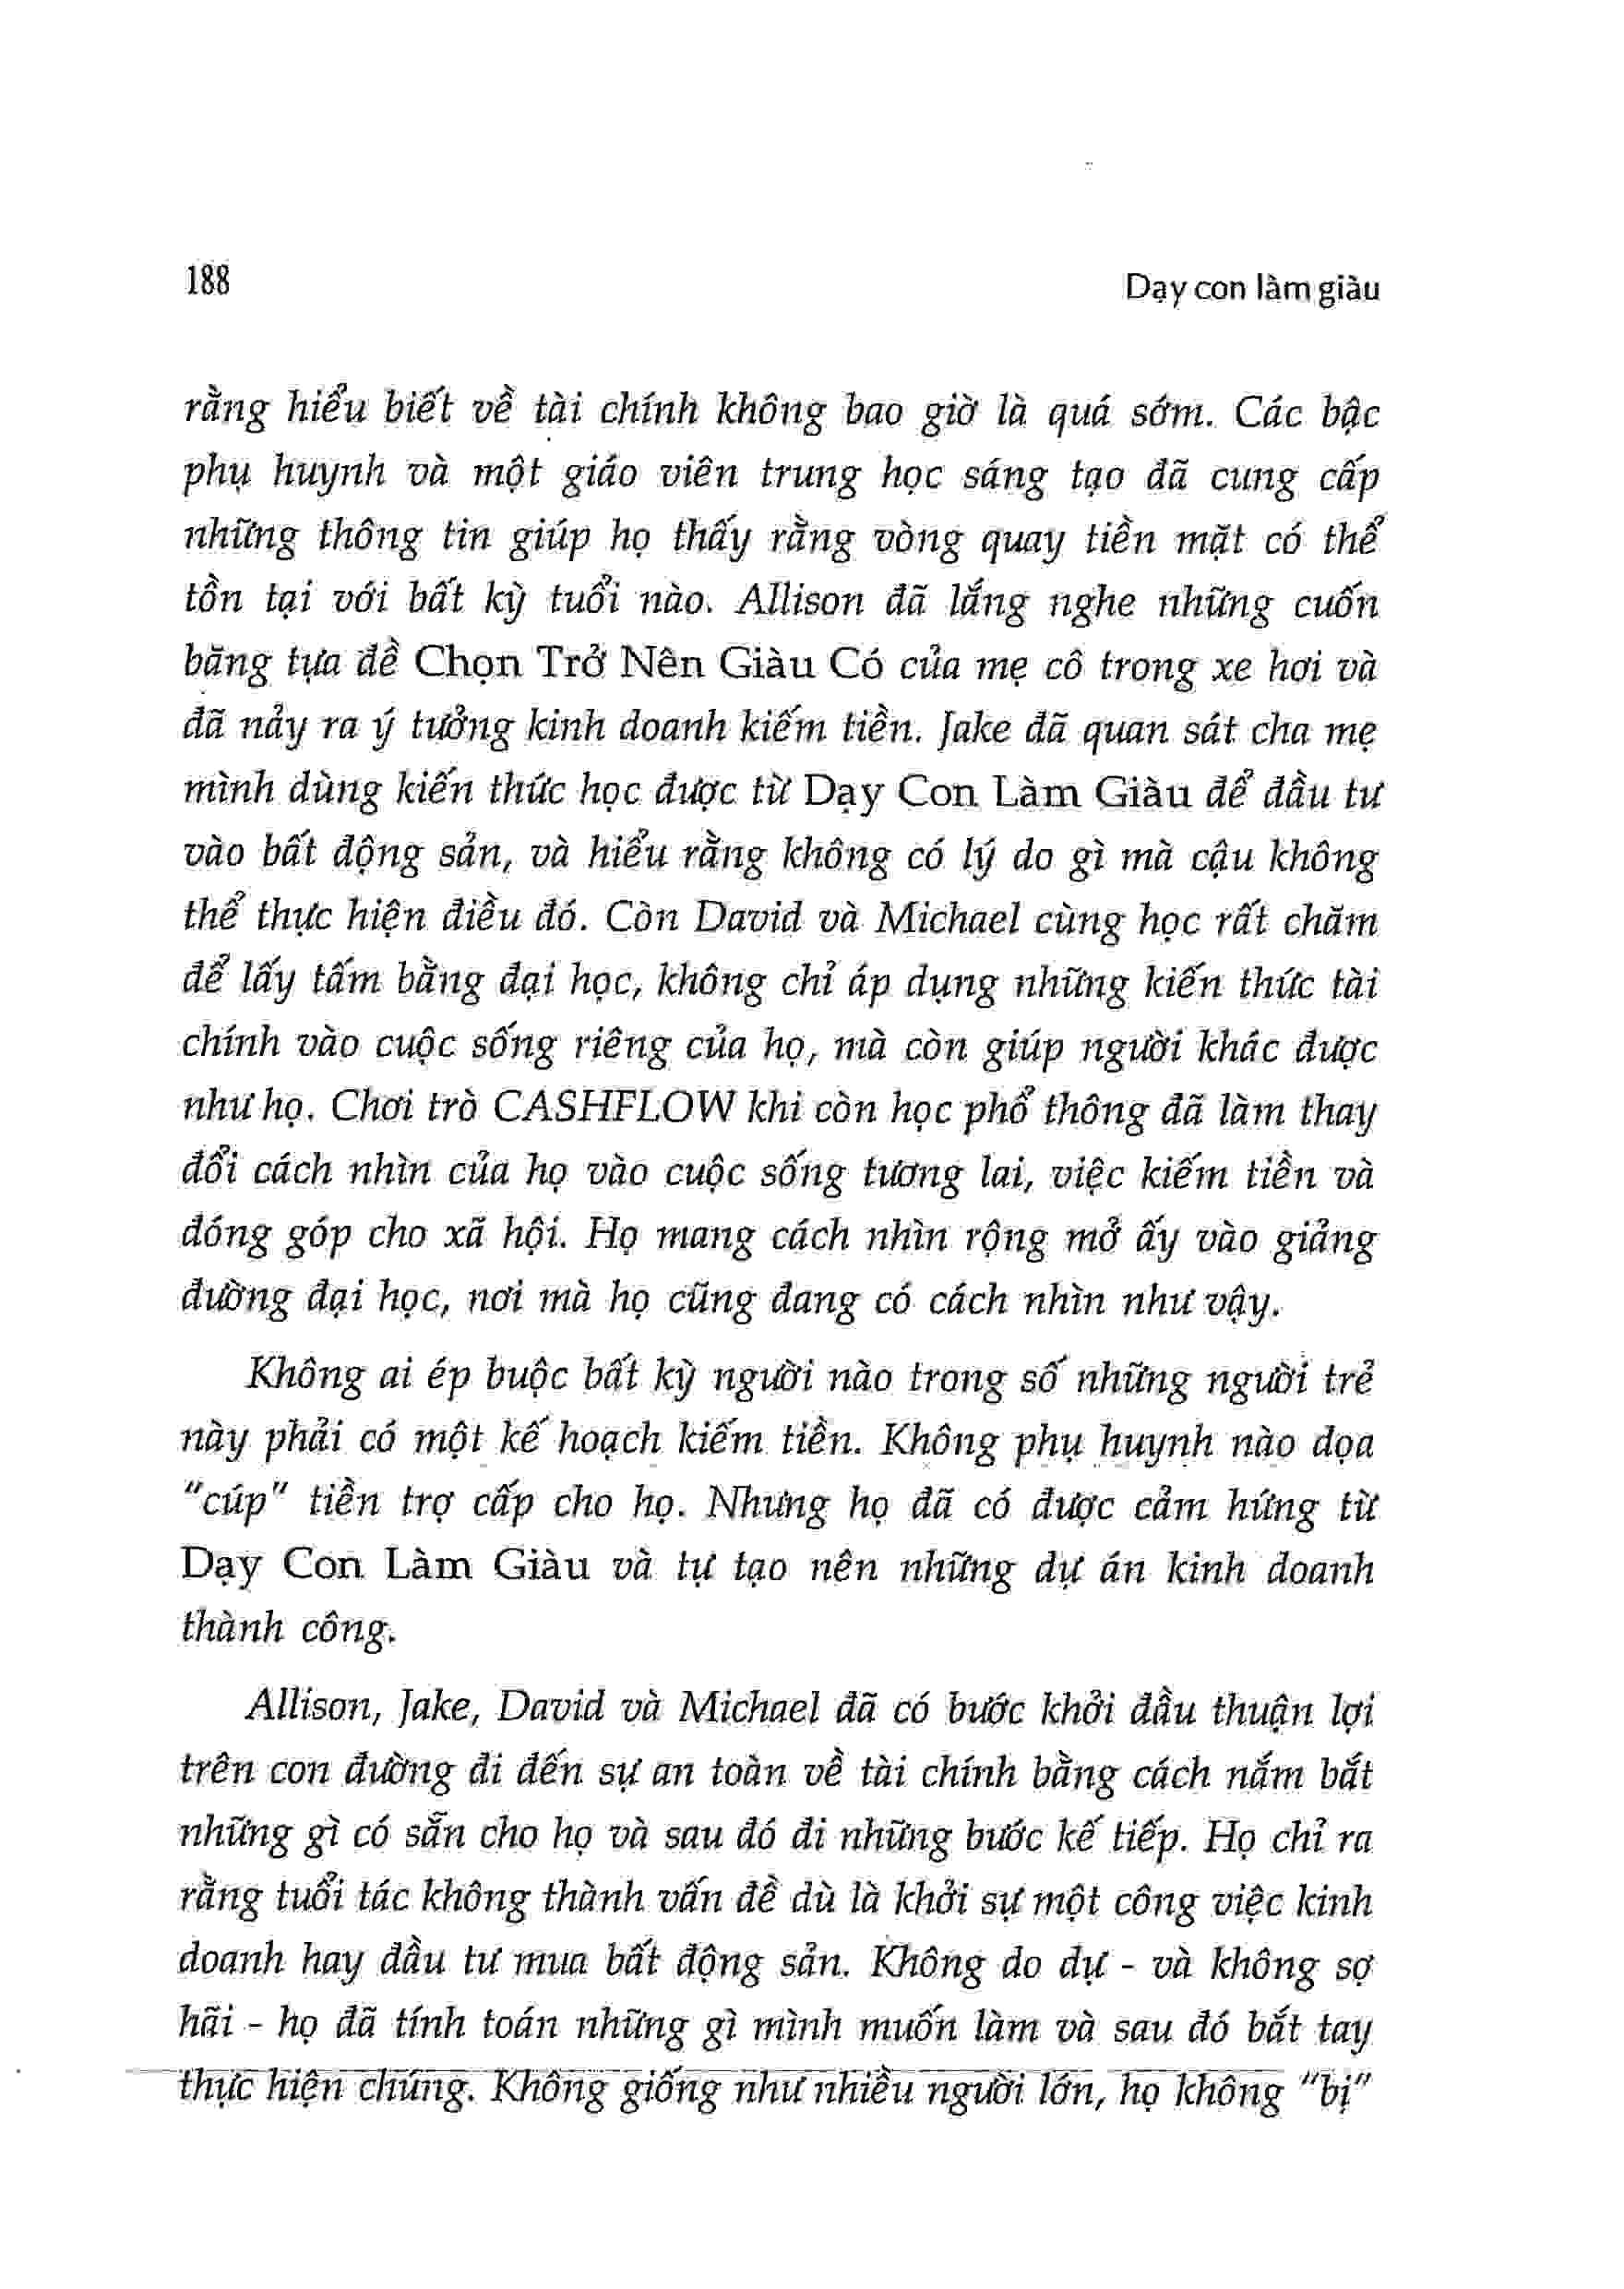 188
Dạy con làm giàu
rằng hiểu biết về tài chính không bao giờ là quá sớm. Các bậc
phụ huynh và một giáo viên trung học sáng tạo đã cung cấp
những thông tin giúp họ thấy rằng vòng quay tiền mặt có thể
tồn tại với bất kỳ tuổi nào. Allison đã lắng nghe những cuốn
băng tựa đề Chọn Trở Nên Giàu Có của mẹ cô trong xe hơi và
đã nảy ra ý tưởng kinh doanh kiếm tiền. Jake đã quan sát cha mẹ
mình dùng kiến thức học được từ Dạy Con Làm Giàu để đầu tư
vào bất động sản, và hiểu rằng không có lý do gì mà cậu không
thể thực hiện điều đó. Còn David và Michael cùng học rất chăm
để lấy tấm bằng đại học, không chỉ áp dụng những kiến thức tài
chính vào cuộc sống riêng của họ, mà còn giúp người khác được
như họ. Chơi trò CASHFLOW khi còn học phổ thông đã làm thay
đổi cách nhìn của họ vào cuộc sống tương lai, việc kiếm tiền và
đóng góp cho xã hội. Họ mang cách nhìn rộng mở ấy vào giảng
đường đại học, nơi mà họ cũng đang có cách nhìn như vậy.
Không ai ép buộc bất kỳ người nào trong số những người trẻ
này phải có một kế hoạch kiếm tiền. Không phụ huynh nào dọa
"cúp" tiền trợ cấp cho họ. Nhưng họ đã có được cảm hứng từ
Dạy Con Làm Giàu và tự tạo nên những dự án kinh doanh
thành công.
Allison, Jake, David và Michael đã có bước khởi đầu thuận lợi
trên con đường đi đến sự an toàn về tài chính bằng cách nắm bắt
những gì có sẵn cho họ và sau đó đi những bước kế tiếp. Họ chỉ ra
rằng tuổi tác không thành vấn đề dù là khởi sự một công việc kinh
doanh hay đầu tư mua bất động sản. Không do dự - và không sợ
hãi - họ đã tính toán những gì mình muốn làm và sau đó bắt tay
thực hiện chúng. Không giống như nhiều người lớn, họ không "bị"